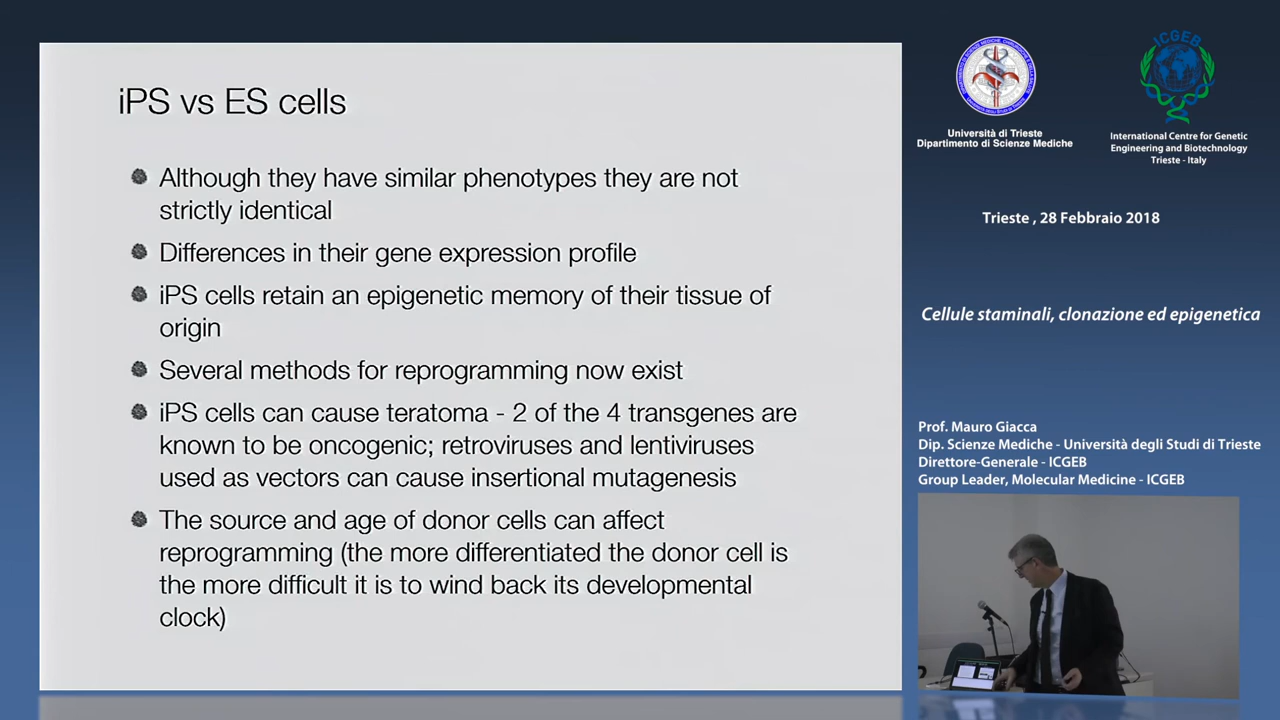 iPS vs ES cells
Although they have similar phenotypes they are not
strictly identical
Differences in their gene expression profile
iPS cells retain an epigenetic memory of their tissue of
origin
Several methods for reprogramming now exist
iPS cells can cause teratoma - 2 of the 4 transgenes are
known to be oncogenic; retroviruses and lentiviruses
used as vectors can cause insertional mutagenesis
The source and age of donor cells can affect
reprogramming (the more differentiated the donor cell is
the more difficult it is to wind back its developmental
clock)
Università di Trieste
Dipartimento di Scienze Mediche
ICGEB
International Centre for Genetic
Engineering and Biotechnology
Trieste - Italy
Trieste , 28 Febbraio 2018
Cellule staminali, clonazione ed epigenetica
Prof. Mauro Giacca
Dip. Scienze Mediche - Università degli Studi di Trieste
Direttore-Generale - ICGEB
Group Leader, Molecular Medicine - ICGEB